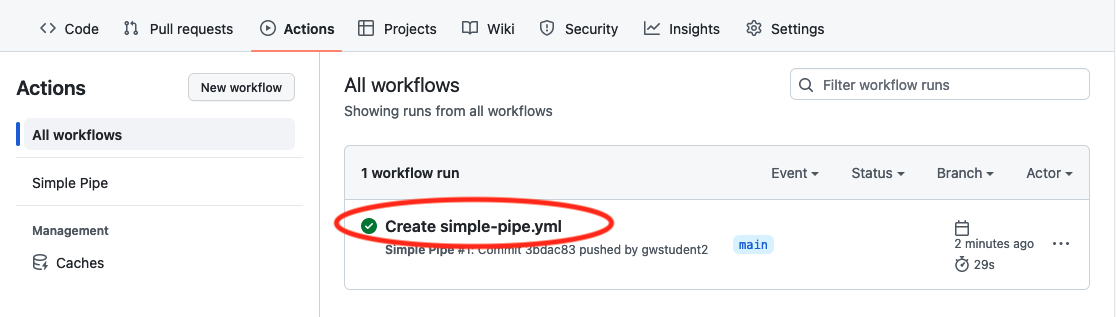 Code Pull requests Actions Projects Wiki Security Insights Settings
Actions
New workflow
All workflows
Simple Pipe
Management
Caches
All workflows
Showing runs from all workflows
Filter workflow runs
1 workflow run
Event Status Branch Actor
Create simple-pipe.yml
Simple Pipe #1: Commit 3bdac83 pushed by gwstudent2
main
2 minutes ago
29s